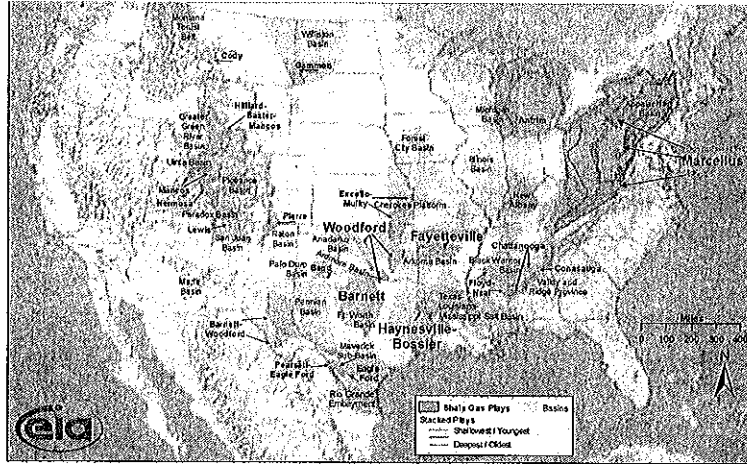 Montana
Thrust
Belt
Cody
Williston
Basin
Gammon
Greater
Green
River
Basin
Hilliard-
Baxter-
Mancos
Uinta Basin
Piceance
Basin
Mancos
Hermosa
Paradox Basin
Lewis
San Juan
Basin
Pierre
Raton
Basin
Marfa
Basin
Palo Duro
Basin
Bend
Anadarko
Basin
Ardmore Basin
Woodford
Excello-
Mulky
Cherokee Platform
Forest
City Basin
Michigan
Basin
Antrim
Illinois
Basin
New
Albany
Appalachian
Basin
Marcellus
Fayetteville
Arkoma Basin
Chattanooga
Black Warrior
Basin
Conasauga
Floyd-
Neal
Valley and
Ridge Province
Permian
Basin
Barnett
Ft. Worth
Basin
Texas-
Louisiana-
Mississippi Salt Basin
Haynesville-
Bossier
Barnett-
Woodford
Maverick
Sub-Basin
Pearsall-
Eagle Ford
Eagle
Ford
Rio Grande
Embayment
Miles
0 100 200 300 400
Shale Gas Plays
Basins
Stacked Plays
Shallowest / Youngest
Deepest / Oldest
eia